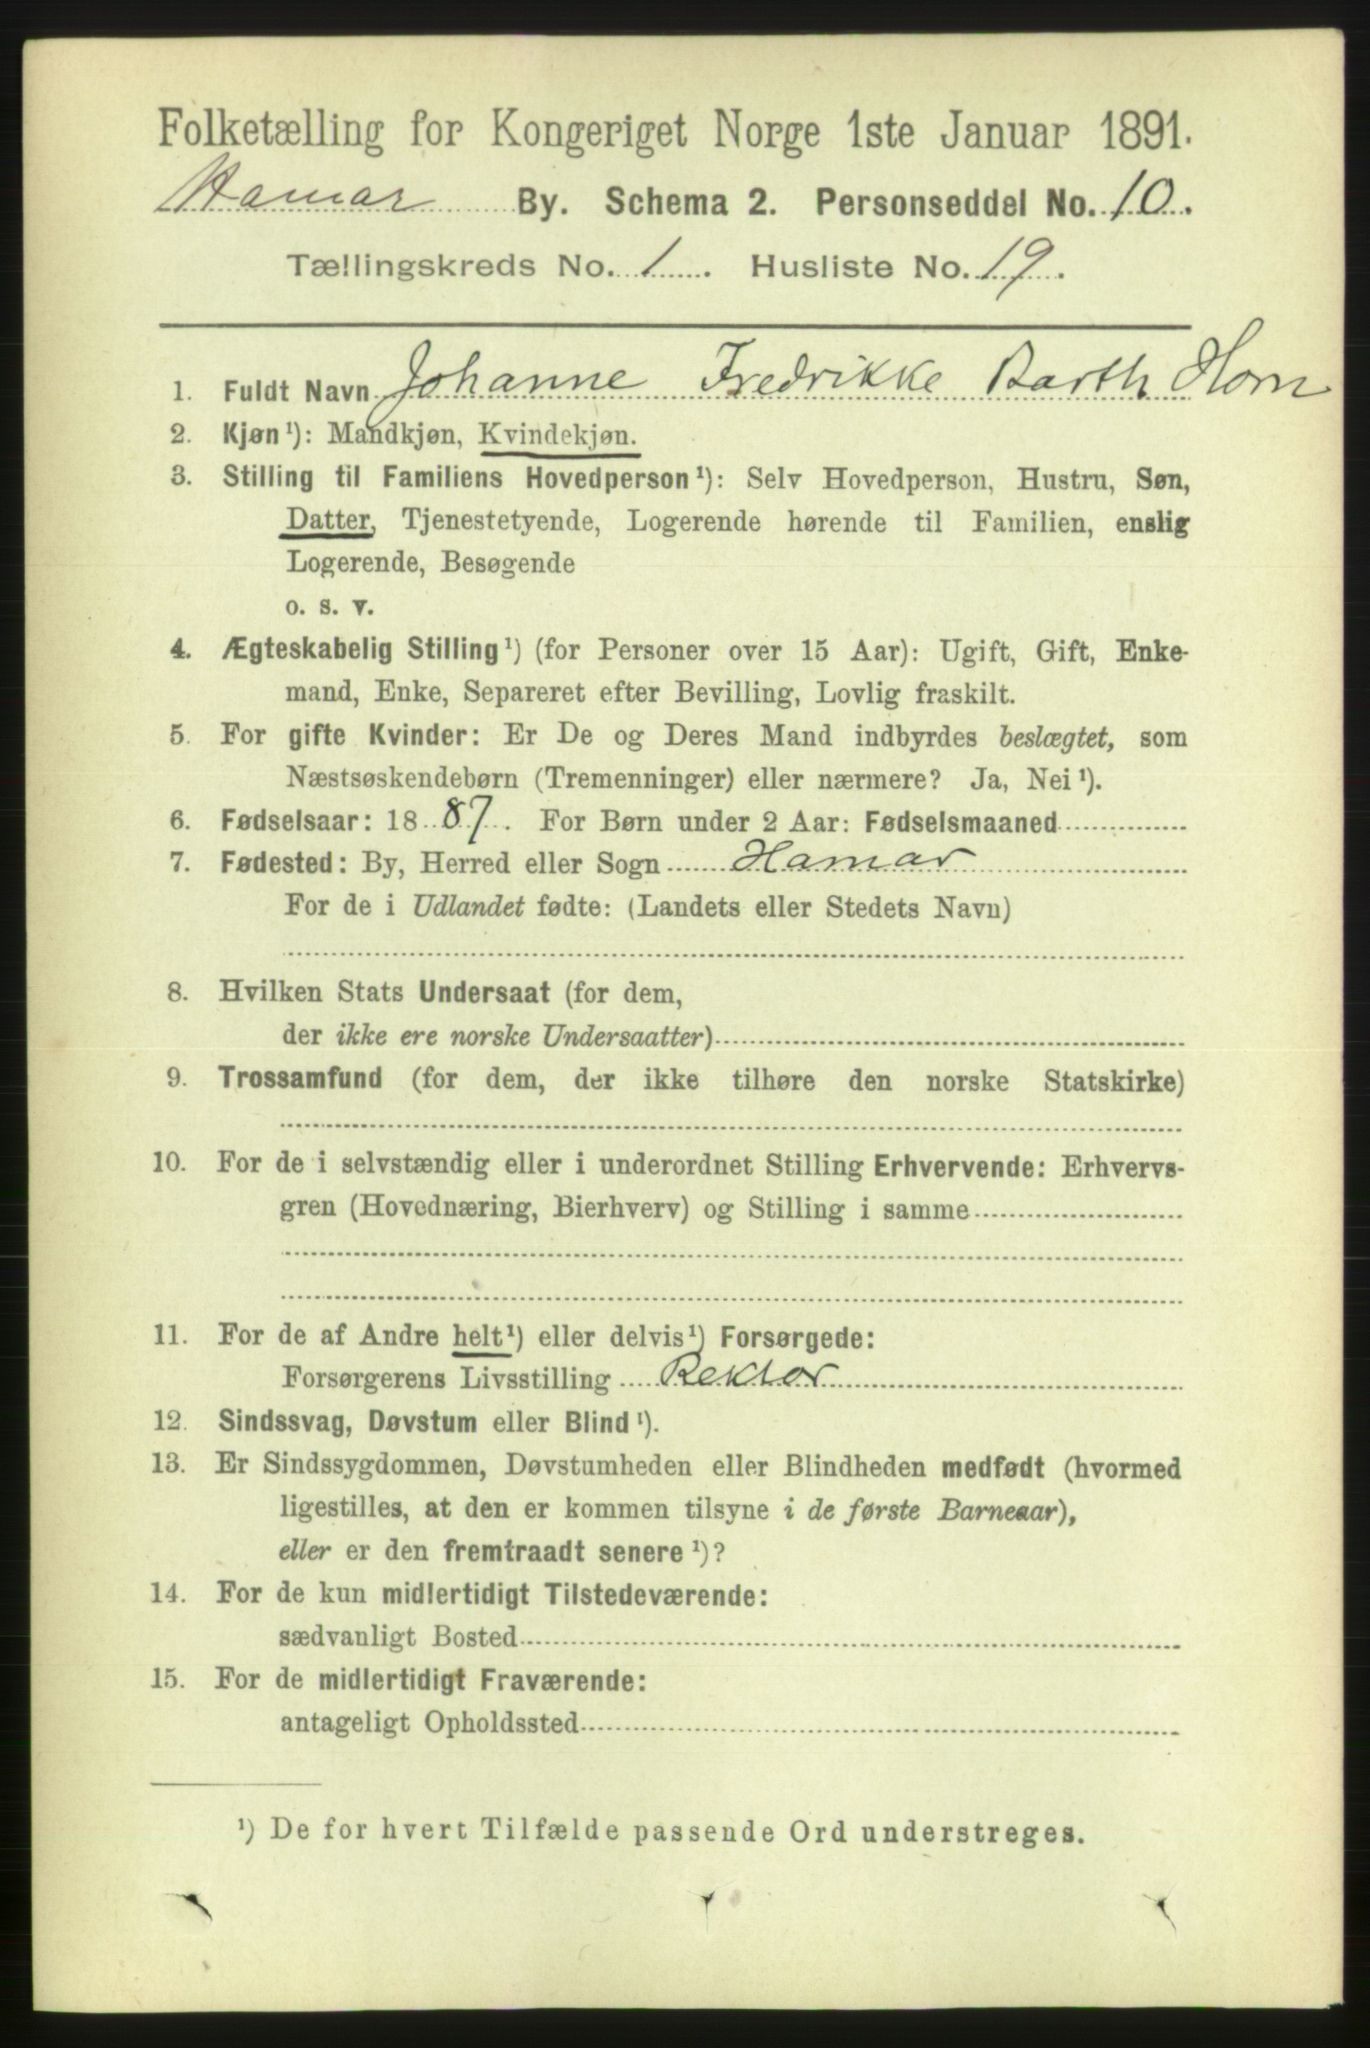 Folketælling for Kongeriget Norge 1ste Januar 1891.
Hamar By. Schema 2. Personseddel No. 10.
Tællingskreds No. 1. Husliste No. 19.
1. Fuldt Navn Johanne Fredrikke Barth Horn
2. Kjøn¹): Mandkjøn, Kvindekjøn.
3. Stilling til Familiens Hovedperson¹): Selv Hovedperson, Hustru, Søn,
Datter, Tjenestetyende, Logerende hørende til Familien, enslig
Logerende, Besøgende
o. s. v.
4. Ægteskabelig Stilling¹) (for Personer over 15 Aar): Ugift, Gift, Enke-
mand, Enke, Separeret efter Bevilling, Lovlig fraskilt.
5. For gifte Kvinder: Er De og Deres Mand indbyrdes beslægtet, som
Næstsøskendebørn (Tremenninger) eller nærmere? Ja, Nei¹).
6. Fødselsaar: 1887. For Børn under 2 Aar: Fødselsmaaned
7. Fødested: By, Herred eller Sogn Hamar
For de i Udlandet fødte: (Landets eller Stedets Navn)
8. Hvilken Stats Undersaat (for dem,
der ikke ere norske Undersaatter)
9. Trossamfund (for dem, der ikke tilhøre den norske Statskirke)
10. For de i selvstændig eller i underordnet Stilling Erhvervende: Erhvervs-
gren (Hovednæring, Bierhverv) og Stilling i samme
11. For de af Andre helt¹) eller delvis¹) Forsørgede:
Forsørgerens Livsstilling Rektor
12. Sindssvag, Døvstum eller Blind¹).
13. Er Sindssygdommen, Døvstumheden eller Blindheden medfødt (hvormed
ligestilles, at den er kommen tilsyne i de første Barneaar),
eller er den fremtraadt senere¹)?
14. For de kun midlertidigt Tilstedeværende:
sædvanligt Bosted
15. For de midlertidigt Fraværende:
antageligt Opholdssted
¹) De for hvert Tilfælde passende Ord understreges.